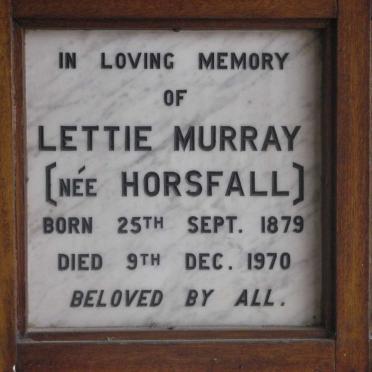 IN LOVING MEMORY
OF
LETTIE MURRAY
[NÉE HORSFALL]
BORN 25TH SEPT. 1879
DIED 9TH DEC. 1970
BELOVED BY ALL.